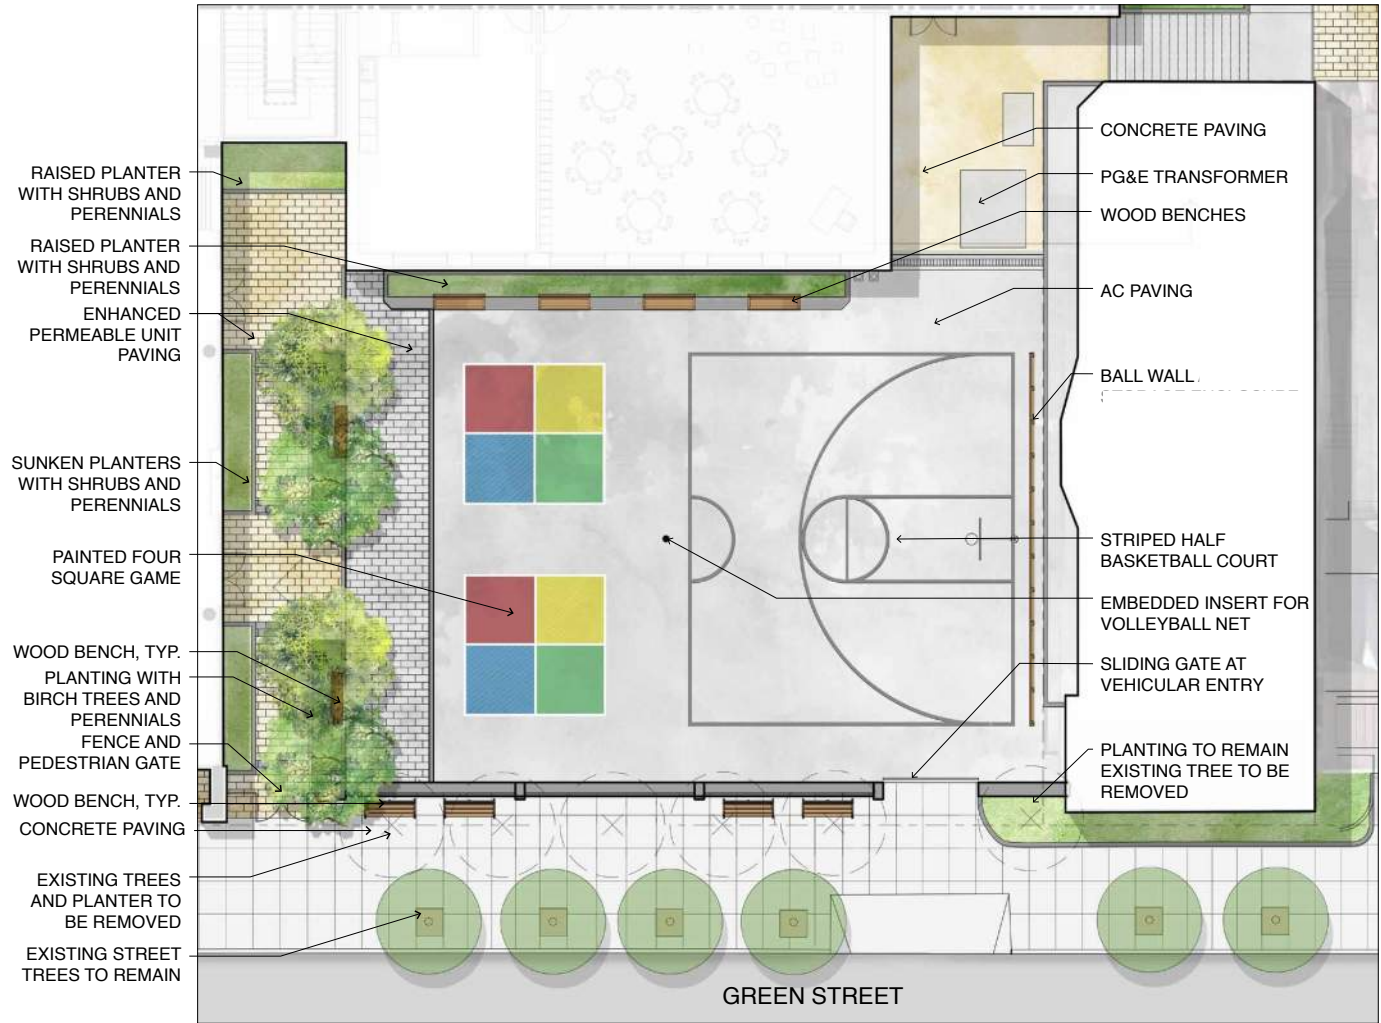 RAISED PLANTER
WITH SHRUBS AND
PERENNIALS
RAISED PLANTER
WITH SHRUBS AND
PERENNIALS
ENHANCED
PERMEABLE UNIT
PAVING
SUNKEN PLANTERS
WITH SHRUBS AND
PERENNIALS
PAINTED FOUR
SQUARE GAME
WOOD BENCH, TYP.
PLANTING WITH
BIRCH TREES AND
PERENNIALS
FENCE AND
PEDESTRIAN GATE
WOOD BENCH, TYP.
CONCRETE PAVING
EXISTING TREES
AND PLANTER TO
BE REMOVED
EXISTING STREET
TREES TO REMAIN
CONCRETE PAVING
PG&E TRANSFORMER
WOOD BENCHES
AC PAVING
BALL WALL
STRIPED HALF
BASKETBALL COURT
EMBEDDED INSERT FOR
VOLLEYBALL NET
SLIDING GATE AT
VEHICULAR ENTRY
PLANTING TO REMAIN
EXISTING TREE TO BE
REMOVED
GREEN STREET